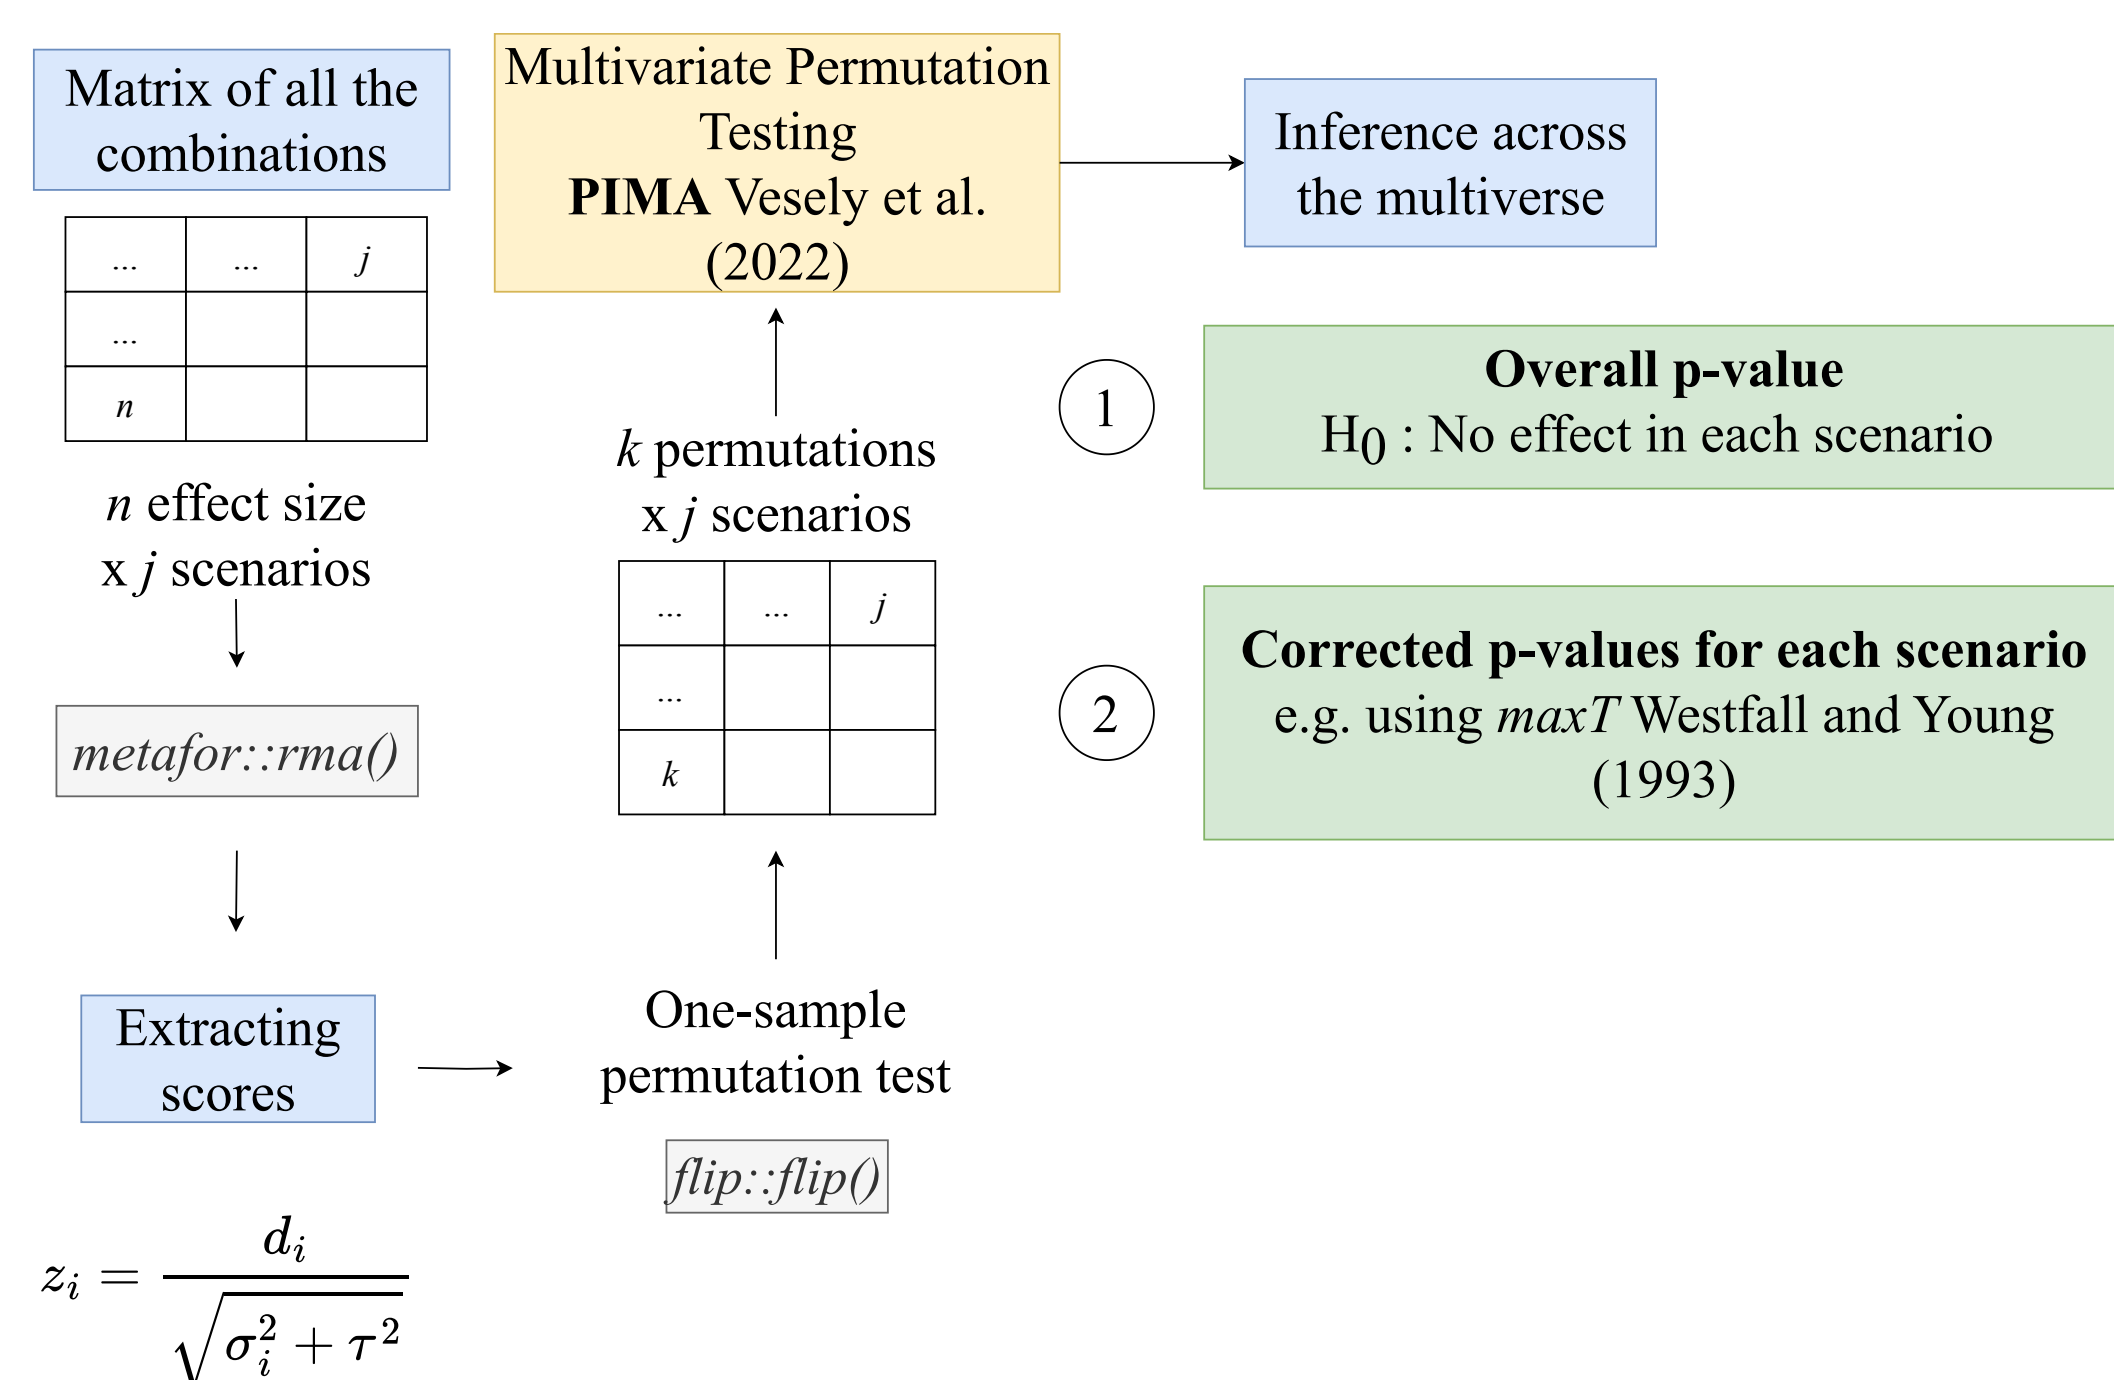 Matrix of all the
combinations
... ... j
...
n
n effect size
x j scenarios
metafor::rma()
Extracting
scores
z_i = d_i / √(σ_i^2 + τ^2)
One-sample
permutation test
flip::flip()
... ... j
...
k
k permutations
x j scenarios
Multivariate Permutation
Testing
PIMA Vesely et al.
(2022)
Inference across
the multiverse
1
Overall p-value
H0 : No effect in each scenario
2
Corrected p-values for each scenario
e.g. using maxT Westfall and Young
(1993)